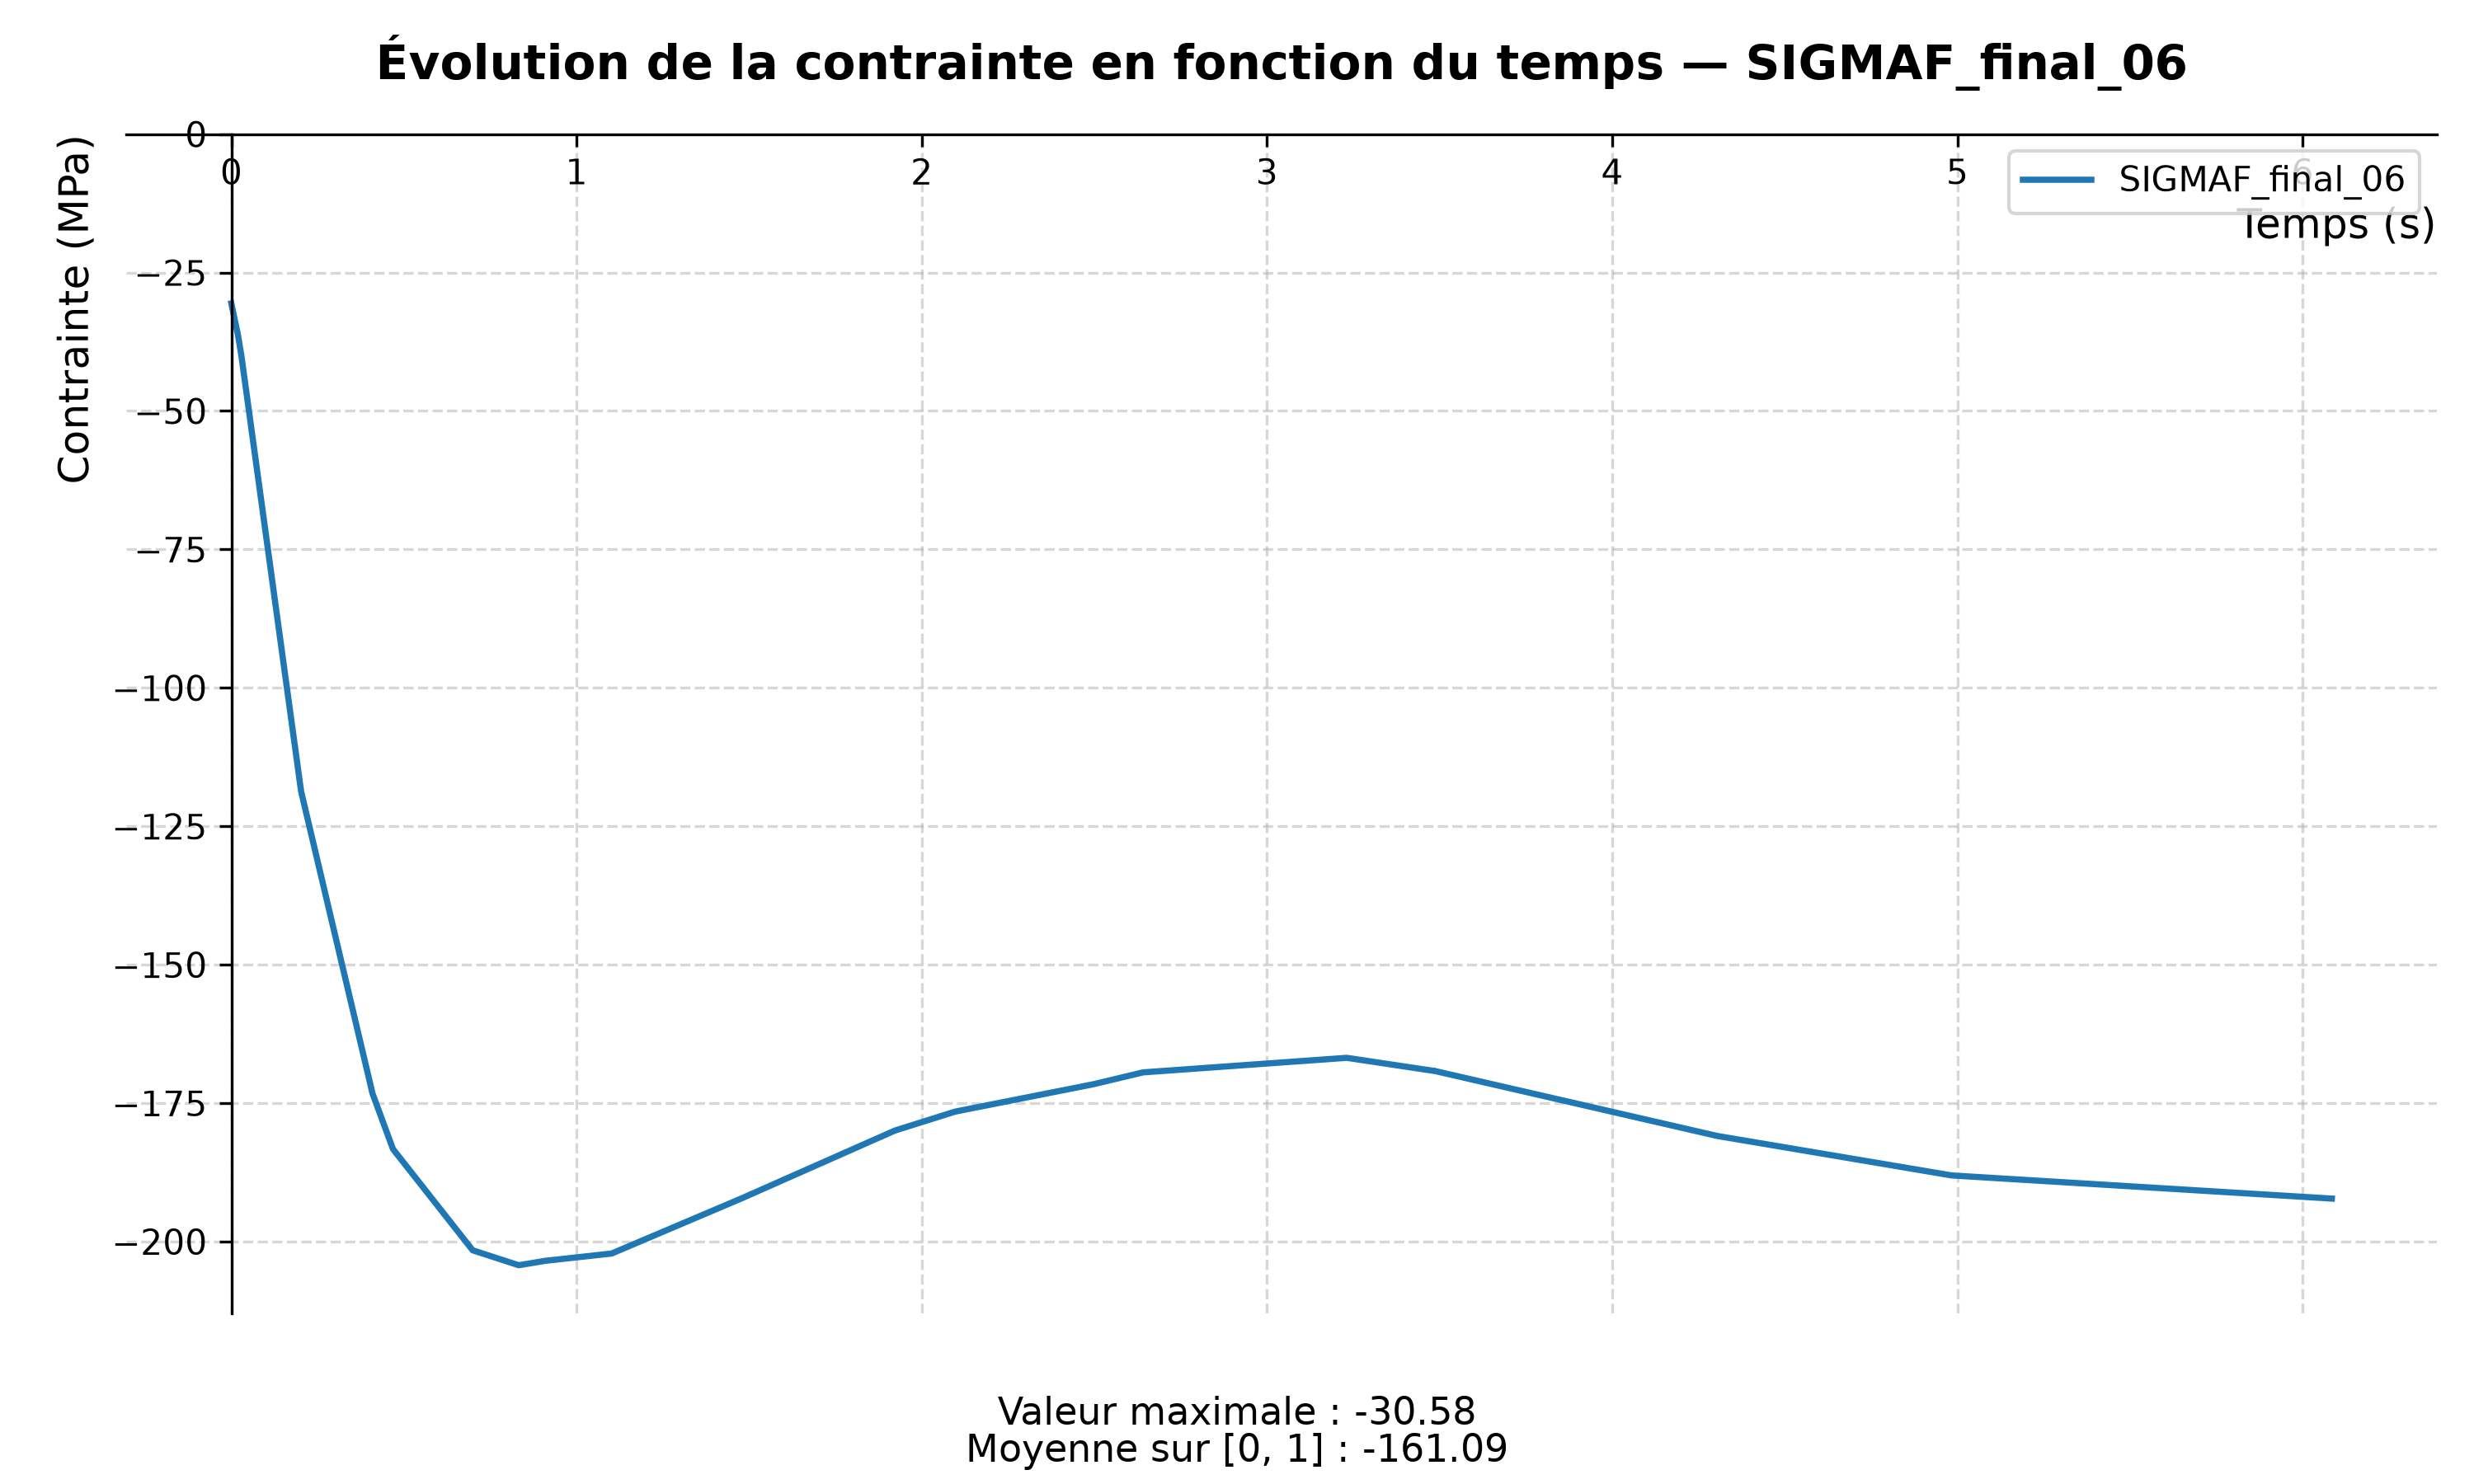 Évolution de la contrainte en fonction du temps — SIGMAF_final_06
Contrainte (MPa)
0
0 1 2 3 4 5 6
SIGMAF_final_06
Temps (s)
−25
−50
−75
−100
−125
−150
−175
−200
Valeur maximale : -30.58
Moyenne sur [0, 1] : -161.09